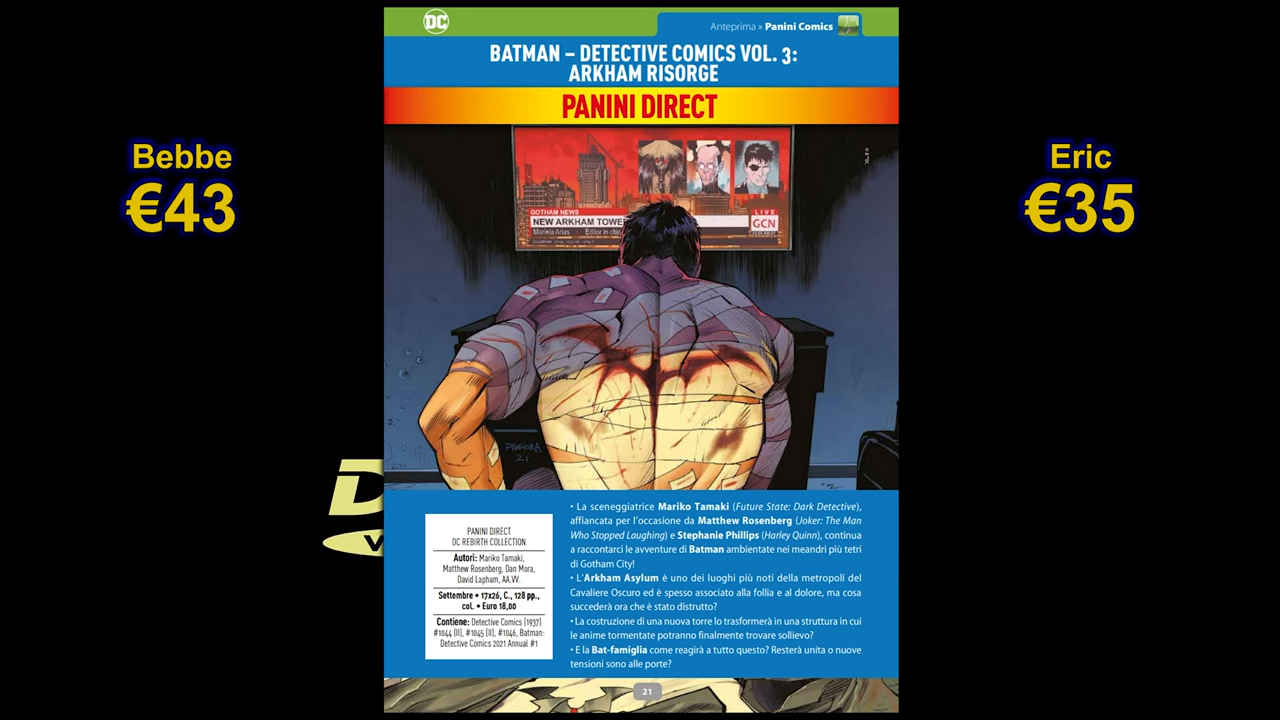 DC
Anteprima » Panini Comics
BATMAN – DETECTIVE COMICS VOL. 3:
ARKHAM RISORGE
PANINI DIRECT
Bebbe
€43
Eric
€35
GOTHAM NEWS
NEW ARKHAM TOWE
Mariela Arias Editor in chi
LIVE
GCN
DANMORA
21
PANINI DIRECT
DC REBIRTH COLLECTION
Autori: Mariko Tamaki,
Matthew Rosenberg, Dan Mora,
David Lapham, AA.VV.
Settembre • 17x26, C., 128 pp.,
col. • Euro 18,00
Contiene: Detective Comics (1937)
#1044 (II), #1045 (II), #1046, Batman:
Detective Comics 2021 Annual #1
• La sceneggiatrice Mariko Tamaki (Future State: Dark Detective),
affiancata per l'occasione da Matthew Rosenberg (Joker: The Man
Who Stopped Laughing) e Stephanie Phillips (Harley Quinn), continua
a raccontarci le avventure di Batman ambientate nei meandri più tetri
di Gotham City!
• L'Arkham Asylum è uno dei luoghi più noti della metropoli del
Cavaliere Oscuro ed è spesso associato alla follia e al dolore, ma cosa
succederà ora che è stato distrutto?
• La costruzione di una nuova torre lo trasformerà in una struttura in cui
le anime tormentate potranno finalmente trovare sollievo?
• E la Bat-famiglia come reagirà a tutto questo? Resterà unita o nuove
tensioni sono alle porte?
21